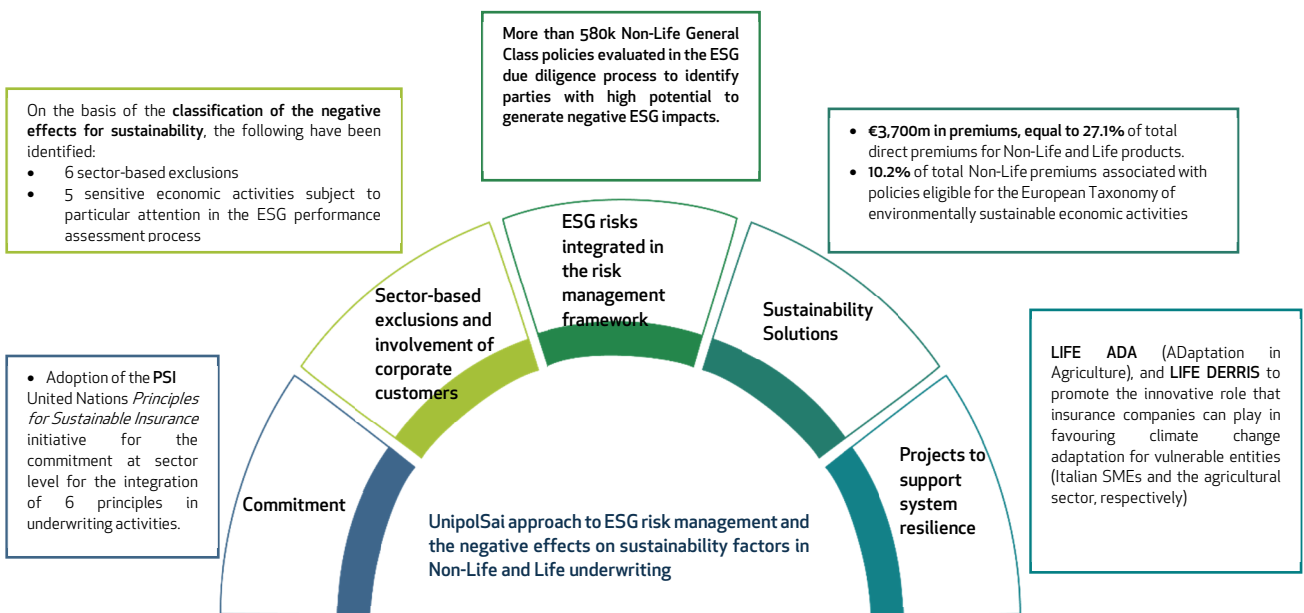 More than 580k Non-Life General
Class policies evaluated in the ESG
due diligence process to identify
parties with high potential to
generate negative ESG impacts.
On the basis of the classification of the negative
effects for sustainability, the following have been
identified:
• 6 sector-based exclusions
• 5 sensitive economic activities subject to
particular attention in the ESG performance
assessment process
• €3,700m in premiums, equal to 27.1% of total
direct premiums for Non-Life and Life products.
• 10.2% of total Non-Life premiums associated with
policies eligible for the European Taxonomy of
environmentally sustainable economic activities
• Adoption of the PSI
United Nations Principles
for Sustainable Insurance
initiative for the
commitment at sector
level for the integration
of 6 principles in
underwriting activities.
Commitment
Sector-based
exclusions and
involvement of
corporate
customers
ESG risks
integrated in
the risk
management
framework
Sustainability
Solutions
Projects to
support
system
resilience
LIFE ADA (ADaptation in
Agriculture), and LIFE DERRIS to
promote the innovative role that
insurance companies can play in
favouring climate change
adaptation for vulnerable entities
(Italian SMEs and the agricultural
sector, respectively)
UnipolSai approach to ESG risk management and
the negative effects on sustainability factors in
Non-Life and Life underwriting